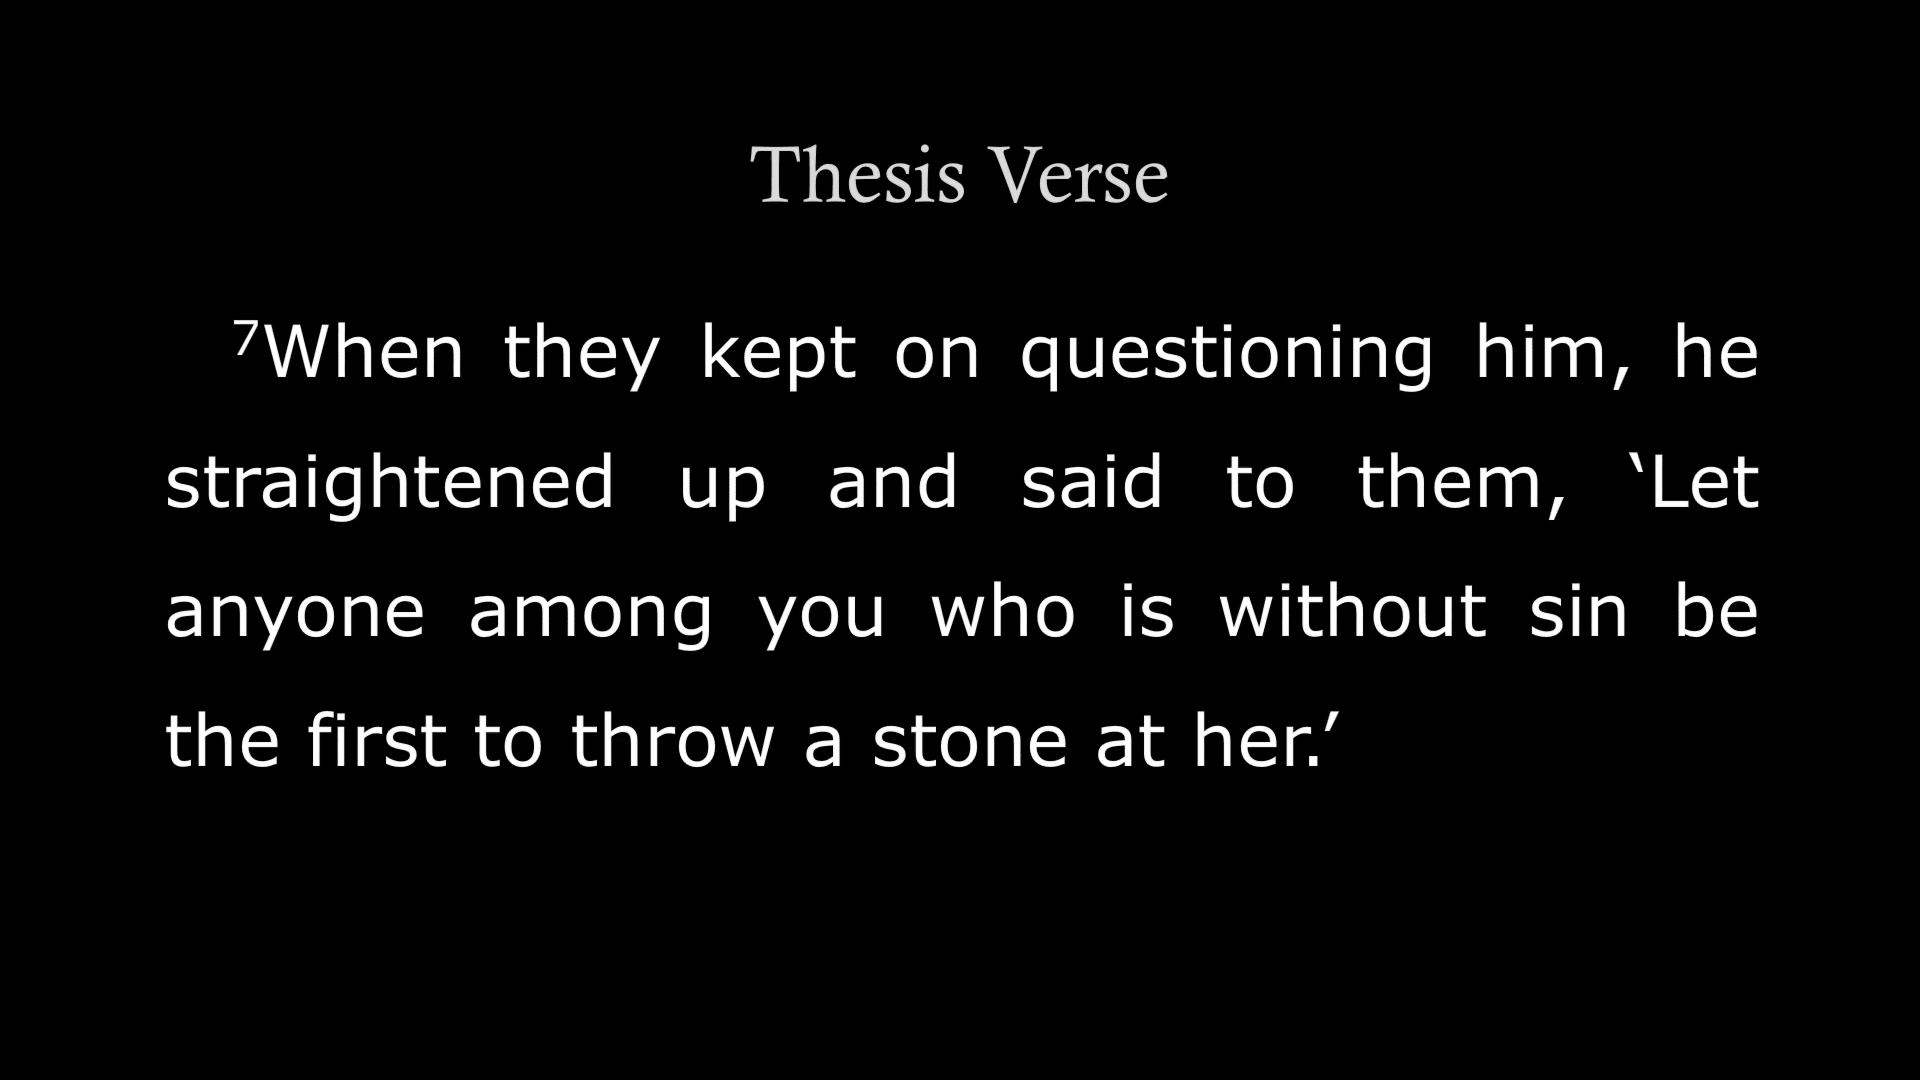 Thesis Verse
⁷When they kept on questioning him, he
straightened up and said to them, ‘Let
anyone among you who is without sin be
the first to throw a stone at her.’